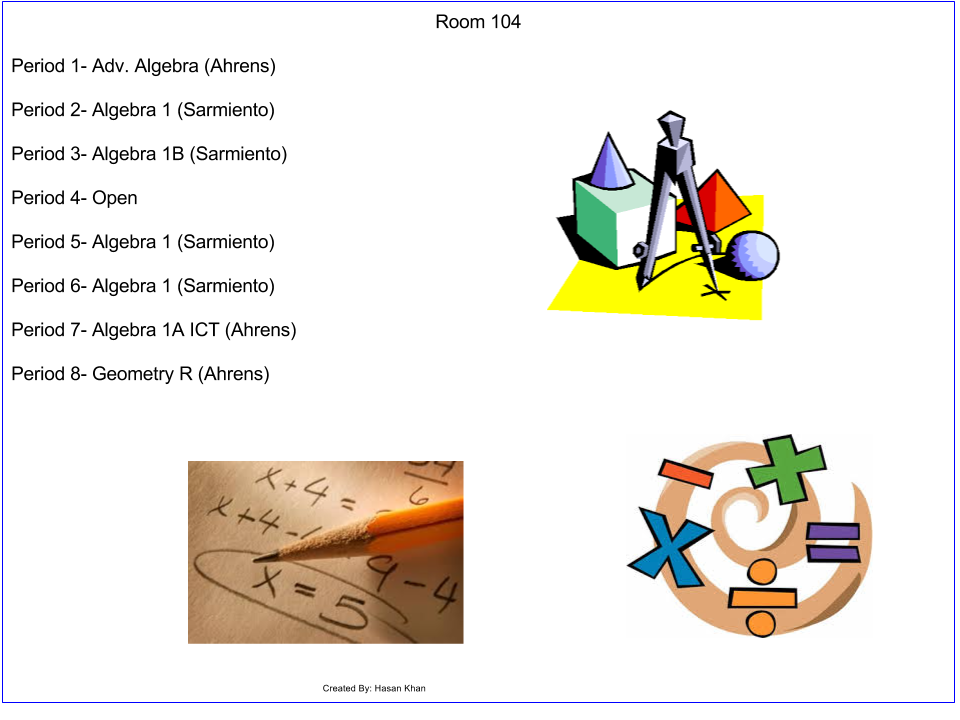 Room 104
Period 1- Adv. Algebra (Ahrens)
Period 2- Algebra 1 (Sarmiento)
Period 3- Algebra 1B (Sarmiento)
Period 4- Open
Period 5- Algebra 1 (Sarmiento)
Period 6- Algebra 1 (Sarmiento)
Period 7- Algebra 1A ICT (Ahrens)
Period 8- Geometry R (Ahrens)
x+4=
6
x+4-
9-4
x=5
Created By: Hasan Khan